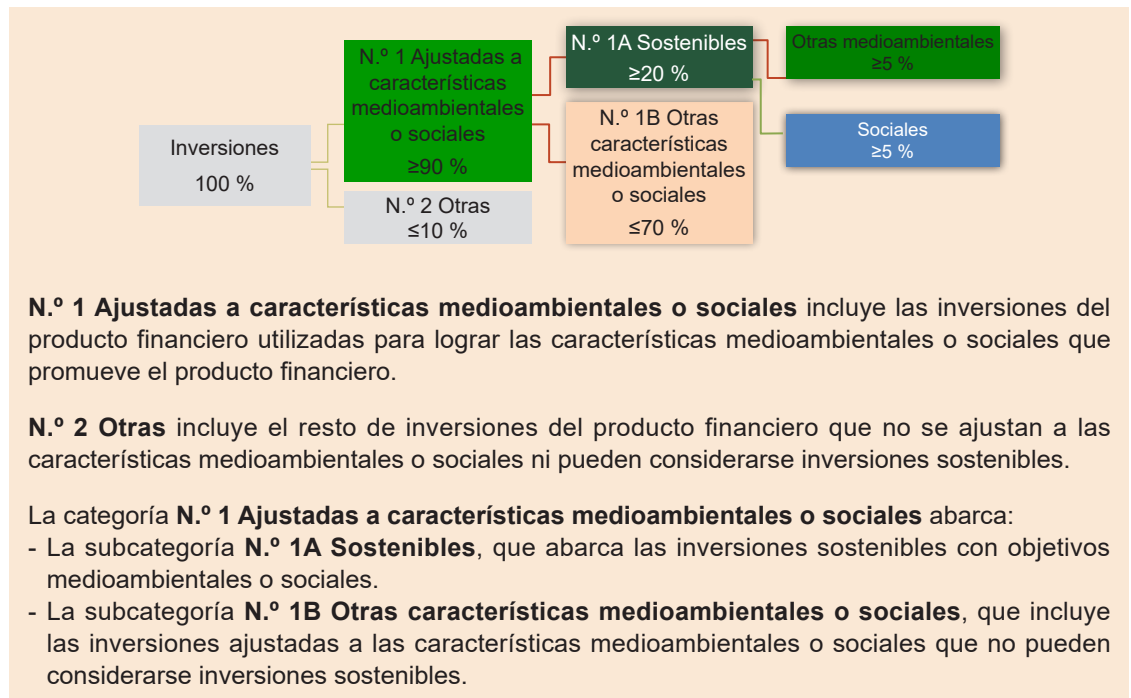 Inversiones
100 %
N.º 1 Ajustadas a
características
medioambientales
o sociales
≥90 %
N.º 2 Otras
≤10 %
N.º 1A Sostenibles
≥20 %
N.º 1B Otras
características
medioambientales
o sociales
≤70 %
Otras medioambientales
≥5 %
Sociales
≥5 %
N.º 1 Ajustadas a características medioambientales o sociales incluye las inversiones del
producto financiero utilizadas para lograr las características medioambientales o sociales que
promueve el producto financiero.
N.º 2 Otras incluye el resto de inversiones del producto financiero que no se ajustan a las
características medioambientales o sociales ni pueden considerarse inversiones sostenibles.
La categoría N.º 1 Ajustadas a características medioambientales o sociales abarca:
- La subcategoría N.º 1A Sostenibles, que abarca las inversiones sostenibles con objetivos
medioambientales o sociales.
- La subcategoría N.º 1B Otras características medioambientales o sociales, que incluye
las inversiones ajustadas a las características medioambientales o sociales que no pueden
considerarse inversiones sostenibles.